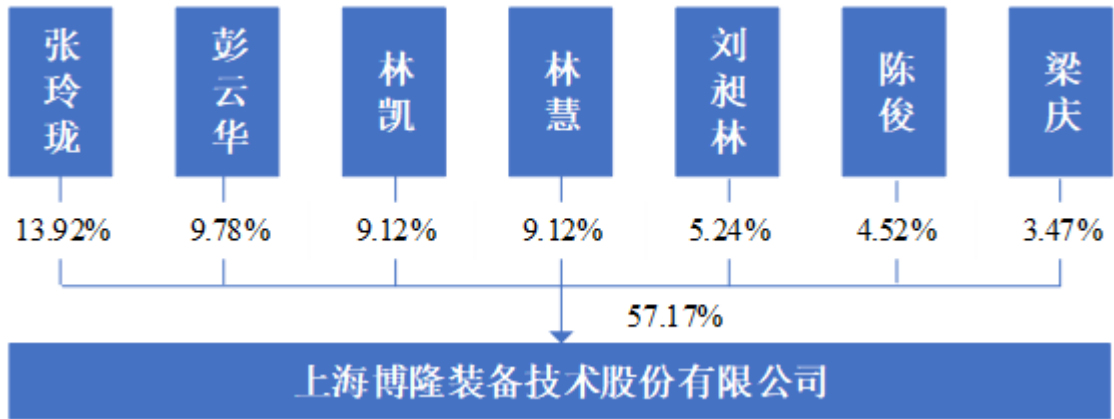 张玲珑
彭云华
林凯
林慧
刘昶林
陈俊
梁庆
13.92%
9.78%
9.12%
9.12%
5.24%
4.52%
3.47%
57.17%
上海博隆装备技术股份有限公司